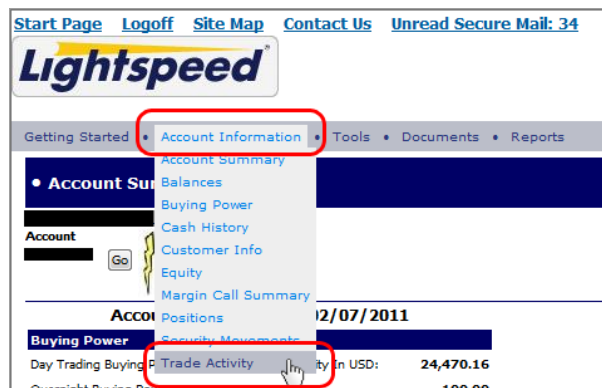 Start Page Logoff Site Map Contact Us Unread Secure Mail: 34
Lightspeed
Getting Started • Account Information • Tools • Documents • Reports
Account Summary
• Account Sum
Balances
Buying Power
Account
Cash History
Go
Customer Info
Equity
Margin Call Summary
Accou
Positions
02/07/2011
Buying Power
Security Movements
Day Trading Buying P
Trade Activity
ity In USD: 24,470.16